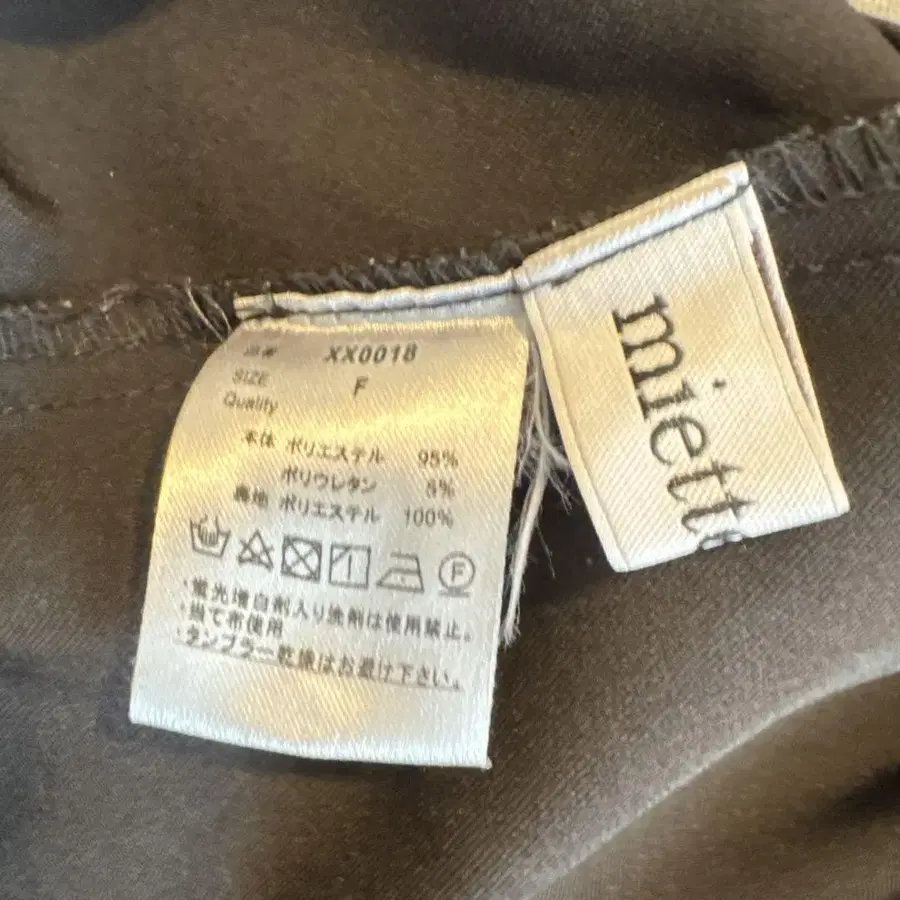 品番 XX0018
SIZE F
Quality
本体 ポリエステル 95%
ポリウレタン 5%
裏地 ポリエステル 100%
F
・蛍光増白剤入り洗剤は使用禁止。
・当て布使用
・タンブラー乾燥はお避け下さい。
miette